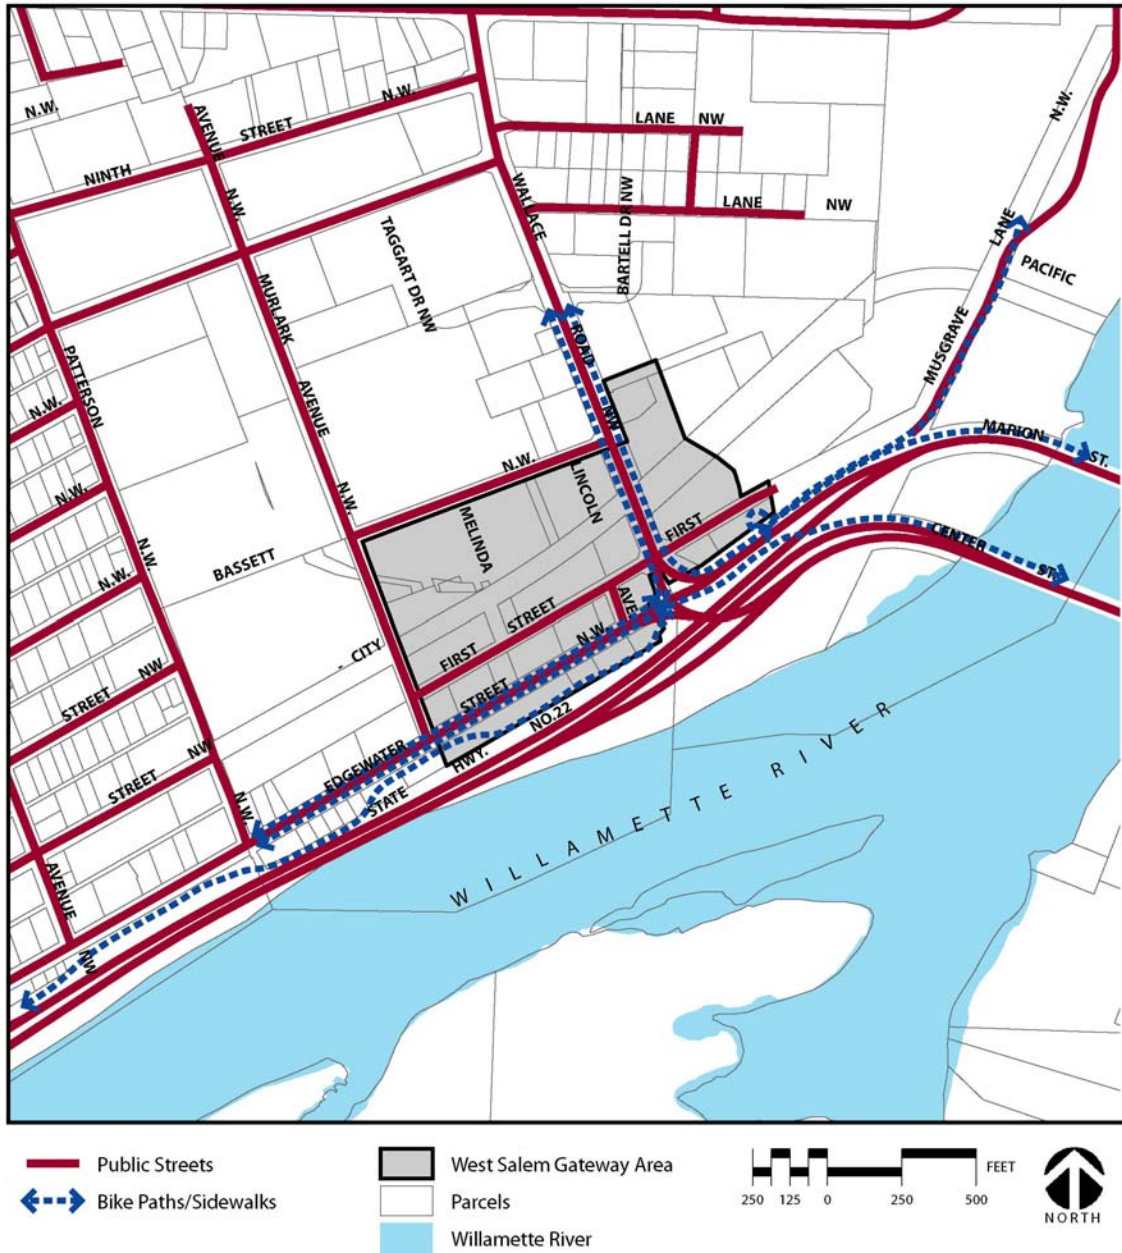 N.W.
AVENUE
STREET
N.W.
NINTH
N.W.
LANE NW
LANE NW
WALLACE
BARTELL DR NW
TAGGART DR NW
MURLARK
AVENUE
N.W.
PATTERSON
N.W.
N.W.
N.W.
N.W.
N.W.
LANE
PACIFIC
MUSGRAVE
ROAD
NW
MARION ST.
CENTER ST.
N.W.
LINCOLN
MELINDA
FIRST
BASSETT
CITY
FIRST STREET
AVE
N.W.
STREET
EDGEWATER
STATE HWY. NO.22
STREET NW
STREET NW
N.W.
AVENUE
NW
WILLAMETTE RIVER
Public Streets
Bike Paths/Sidewalks
West Salem Gateway Area
Parcels
Willamette River
250 125 0 250 500 FEET
NORTH